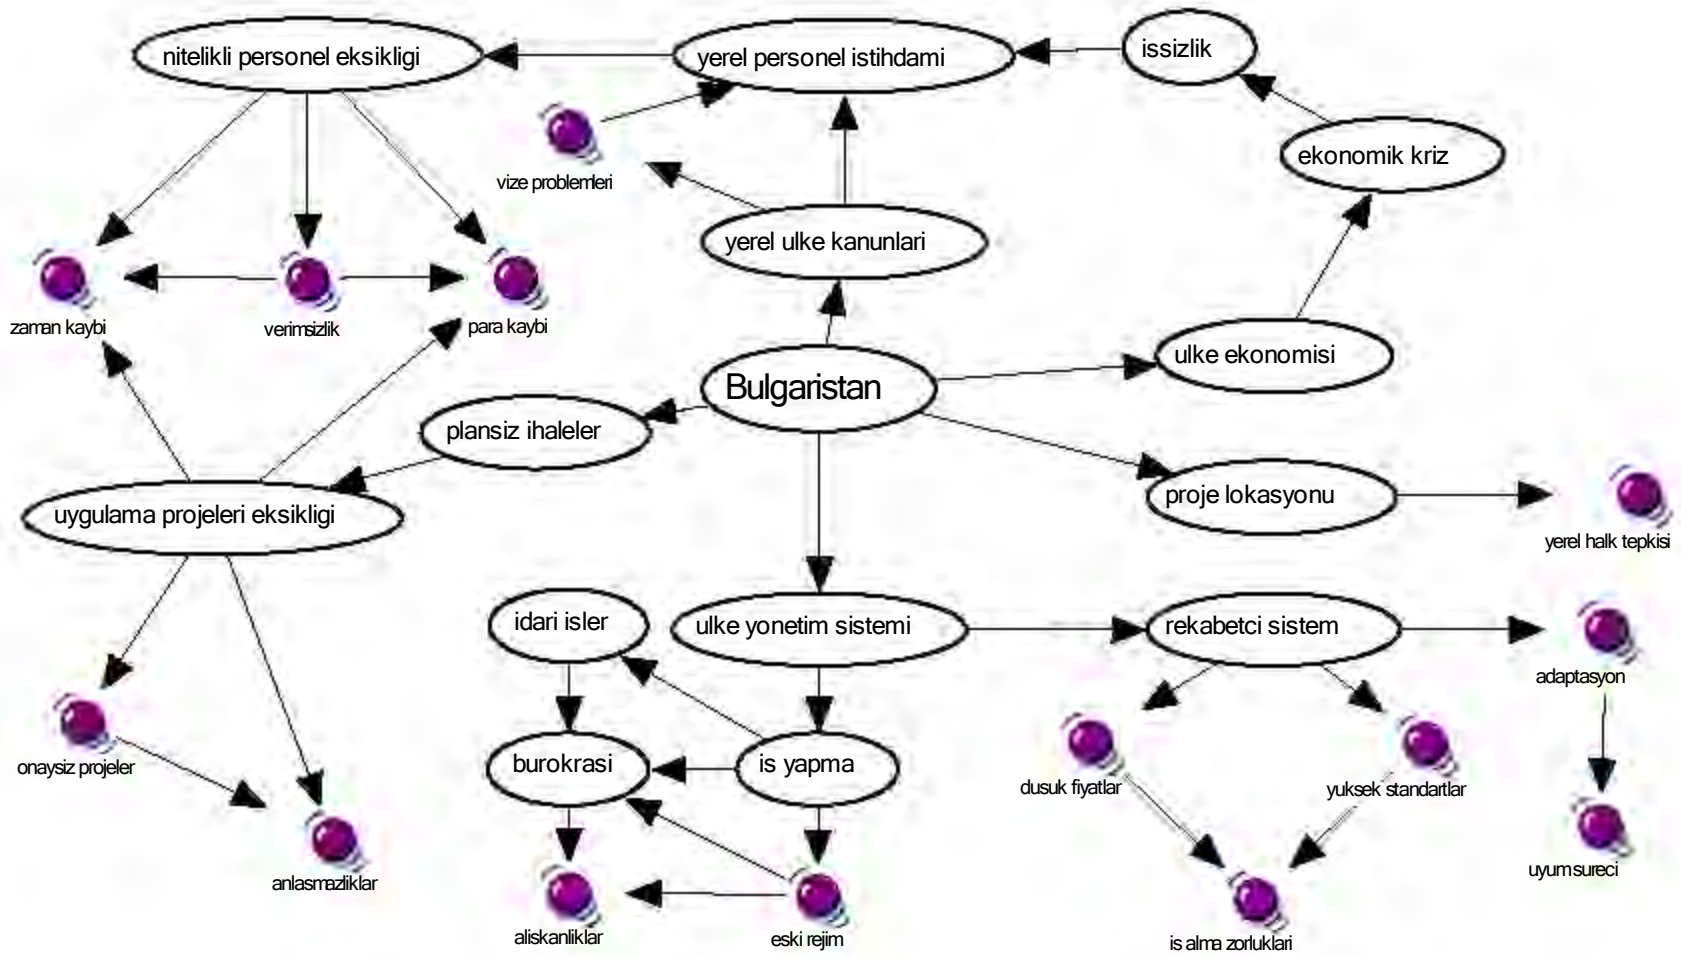 nitelikli personel eksikligi
yerel personel istihdami
issizlik
ekonomik kriz
vize problemleri
yerel ulke kanunlari
zaman kaybi
verimsizlik
para kaybi
ulke ekonomisi
Bulgaristan
plansiz ihaleler
proje lokasyonu
uygulama projeleri eksikligi
yerel halk tepkisi
idari isler
ulke yonetim sistemi
rekabetci sistem
adaptasyon
onaysiz projeler
burokrasi
is yapma
dusuk fiyatlar
yuksek standartlar
anlasmazliklar
uyum sureci
aliskanliklar
eski rejim
is alma zorluklari